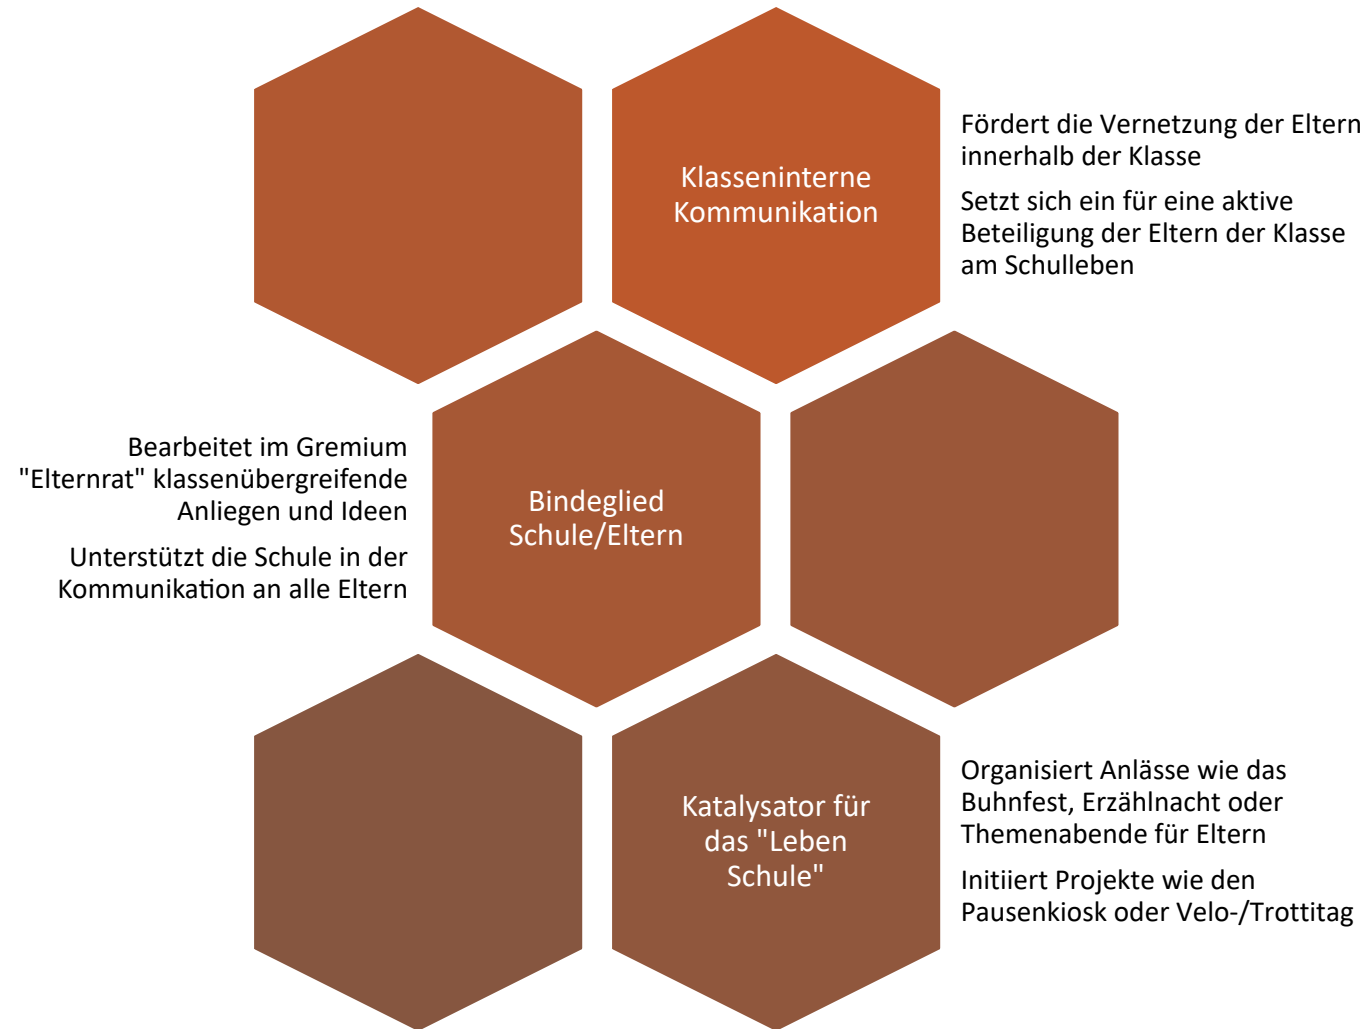 Klasseninterne
Kommunikation
Fördert die Vernetzung der Eltern
innerhalb der Klasse
Setzt sich ein für eine aktive
Beteiligung der Eltern der Klasse
am Schulleben
Bearbeitet im Gremium
"Elternrat" klassenübergreifende
Anliegen und Ideen
Unterstützt die Schule in der
Kommunikation an alle Eltern
Bindeglied
Schule/Eltern
Katalysator für
das "Leben
Schule"
Organisiert Anlässe wie das
Buhnfest, Erzählnacht oder
Themenabende für Eltern
Initiiert Projekte wie den
Pausenkiosk oder Velo-/Trottitag